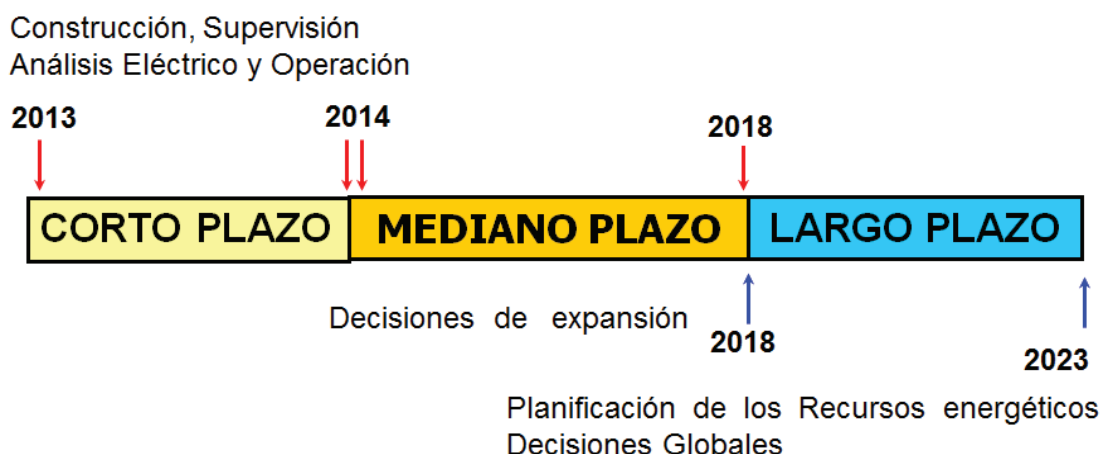 Construcción, Supervisión
Análisis Eléctrico y Operación
2013
2014
2018
CORTO PLAZO
MEDIANO PLAZO
LARGO PLAZO
Decisiones de expansión
2018
2023
Planificación de los Recursos energéticos
Decisiones Globales